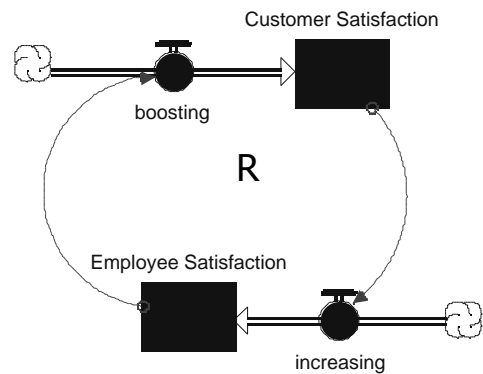 Customer Satisfaction
boosting
R
Employee Satisfaction
increasing